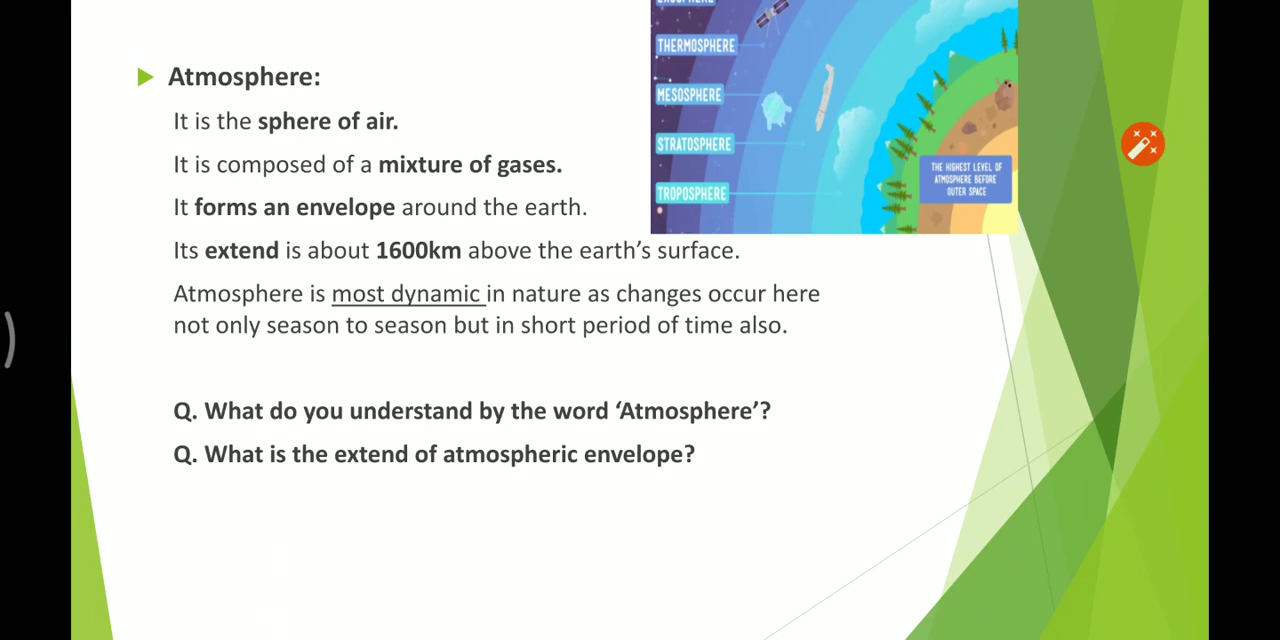 Atmosphere:
It is the sphere of air.
It is composed of a mixture of gases.
It forms an envelope around the earth.
Its extend is about 1600km above the earth’s surface.
Atmosphere is most dynamic in nature as changes occur here
not only season to season but in short period of time also.
Q. What do you understand by the word ‘Atmosphere’?
Q. What is the extend of atmospheric envelope?
THERMOSPHERE
MESOSPHERE
STRATOSPHERE
TROPOSPHERE
THE HIGHEST LEVEL OF
ATMOSPHERE BEFORE
OUTER SPACE